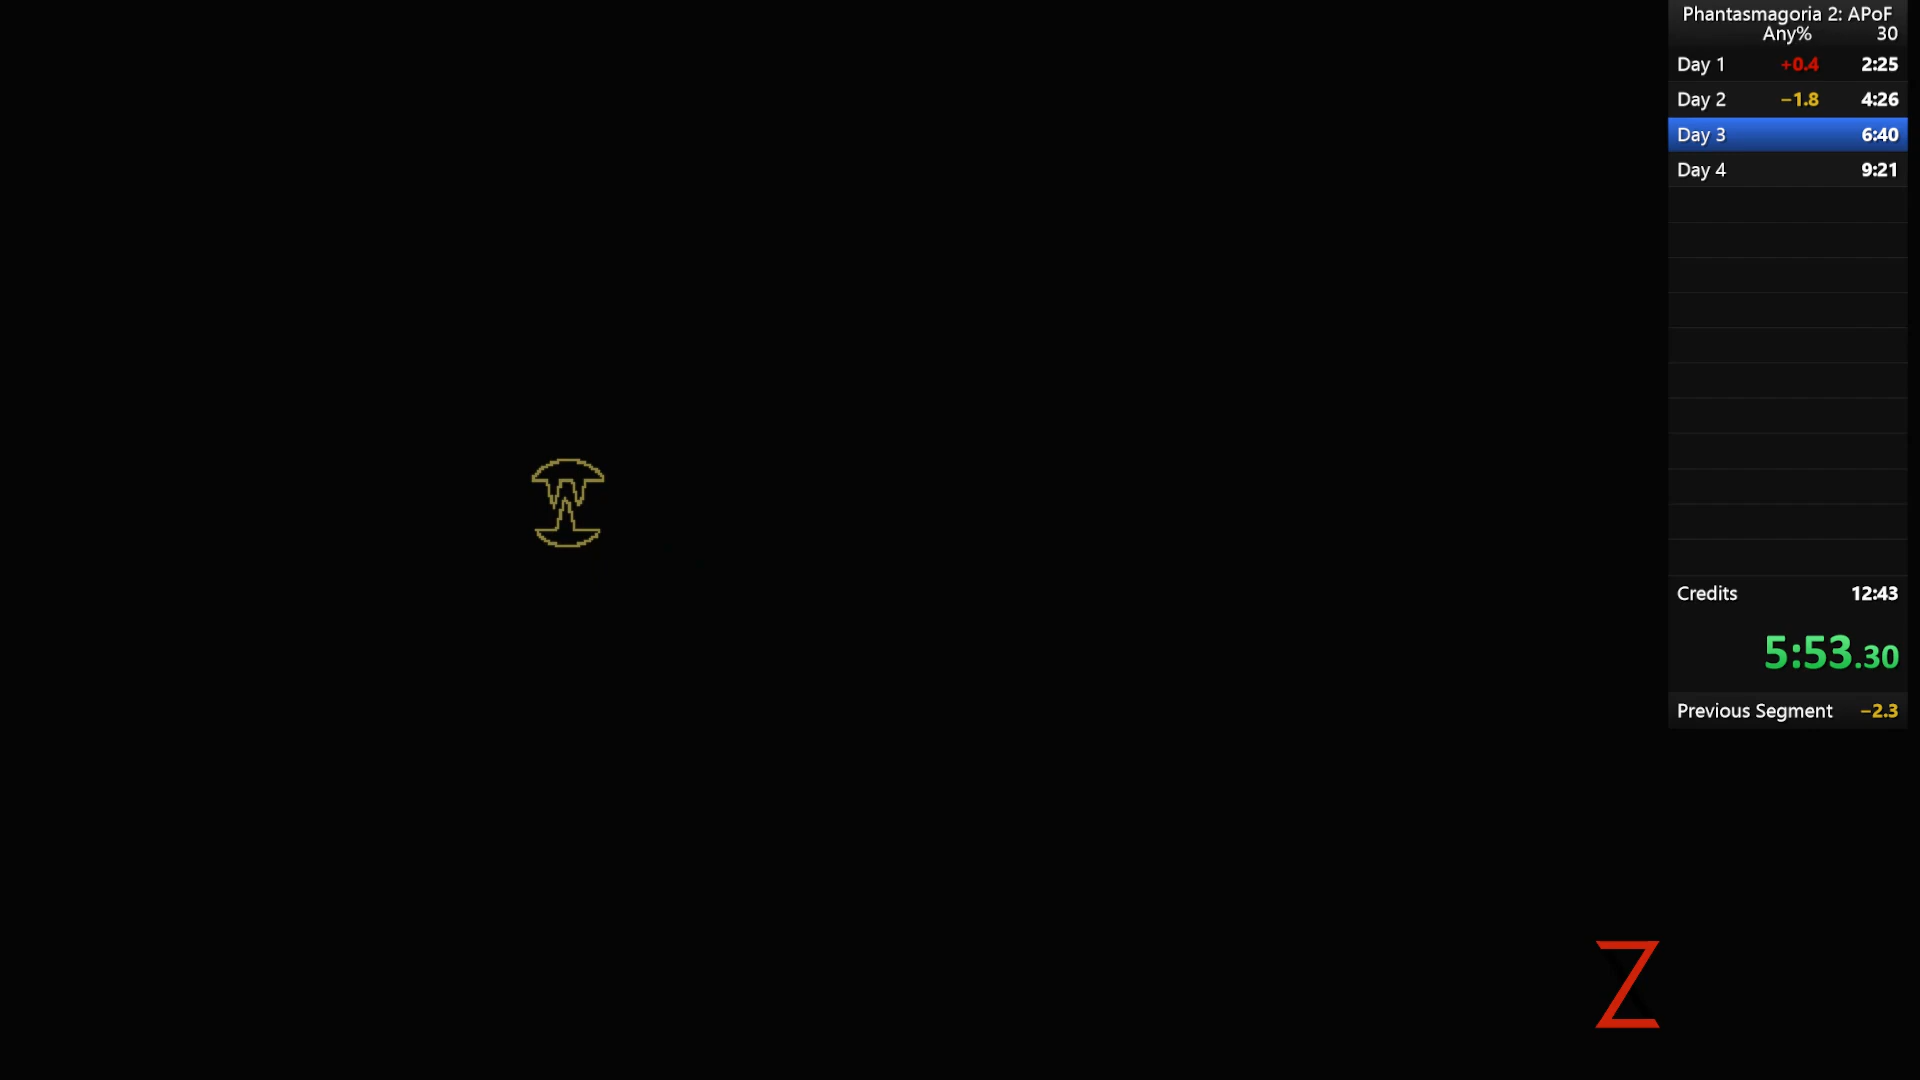 Phantasmagoria 2: APoF
Any% 30
Day 1 +0.4 2:25
Day 2 −1.8 4:26
Day 3 6:40
Day 4 9:21
Credits 12:43
5:53.30
Previous Segment −2.3
Z